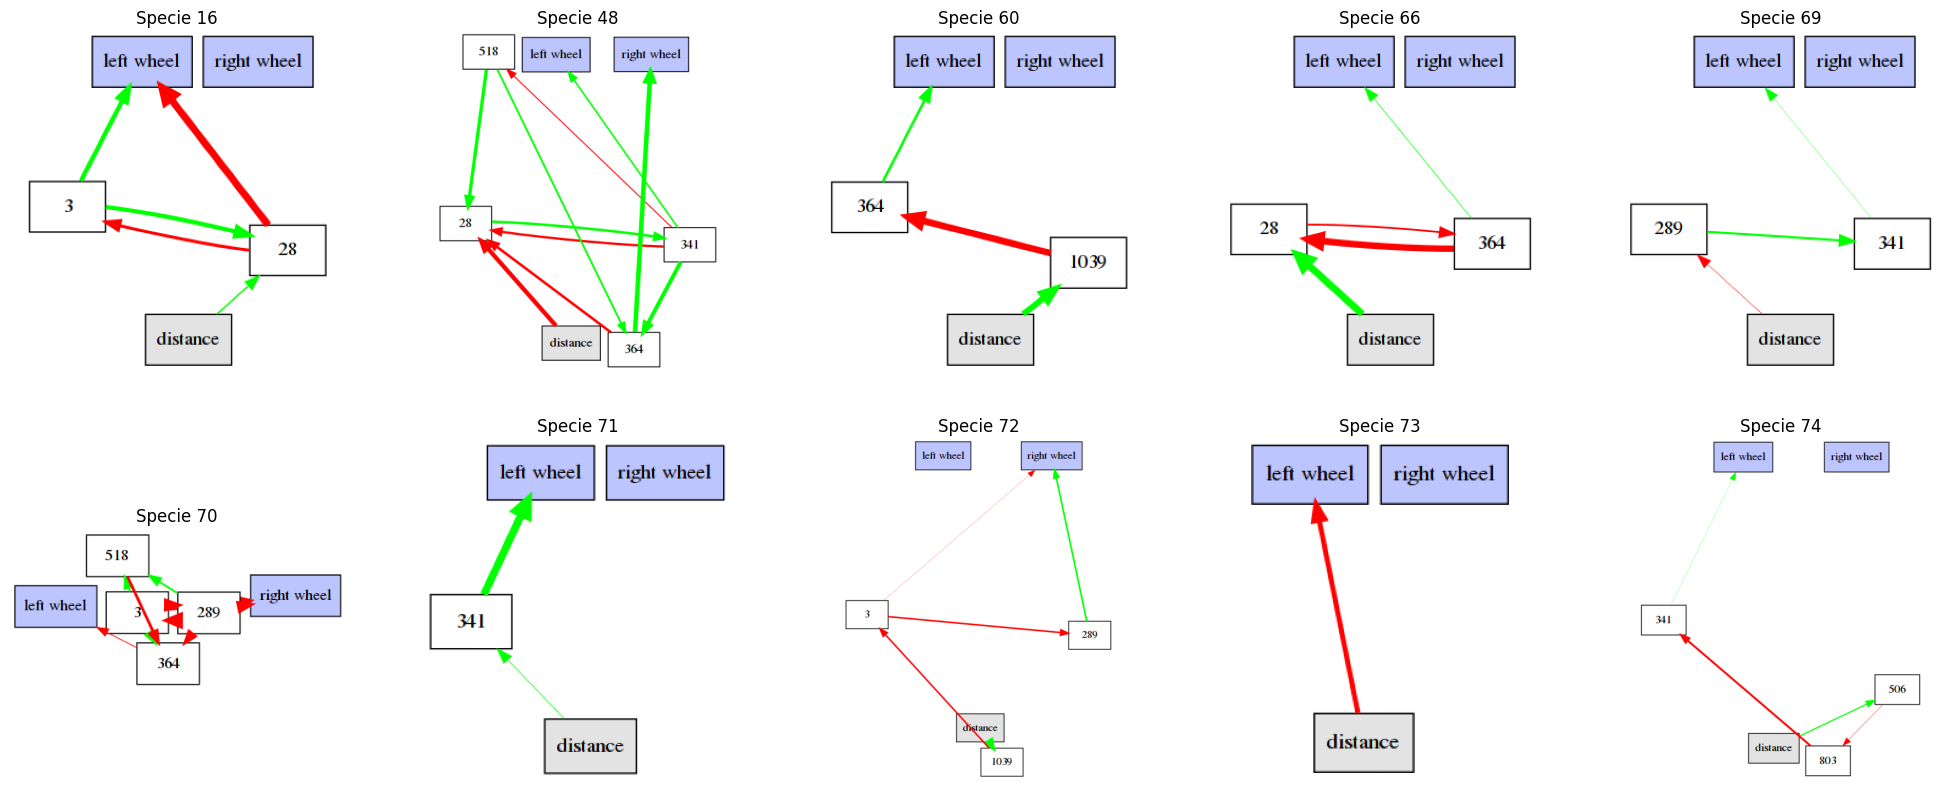 Specie 16
left wheel
right wheel
3
28
distance
Specie 48
518
left wheel
right wheel
28
341
distance
364
Specie 60
left wheel
right wheel
364
1039
distance
Specie 66
left wheel
right wheel
28
364
distance
Specie 69
left wheel
right wheel
289
341
distance
Specie 70
518
left wheel
3
289
right wheel
364
Specie 71
left wheel
right wheel
341
distance
Specie 72
left wheel
right wheel
3
289
distance
1039
Specie 73
left wheel
right wheel
distance
Specie 74
left wheel
right wheel
341
506
distance
803